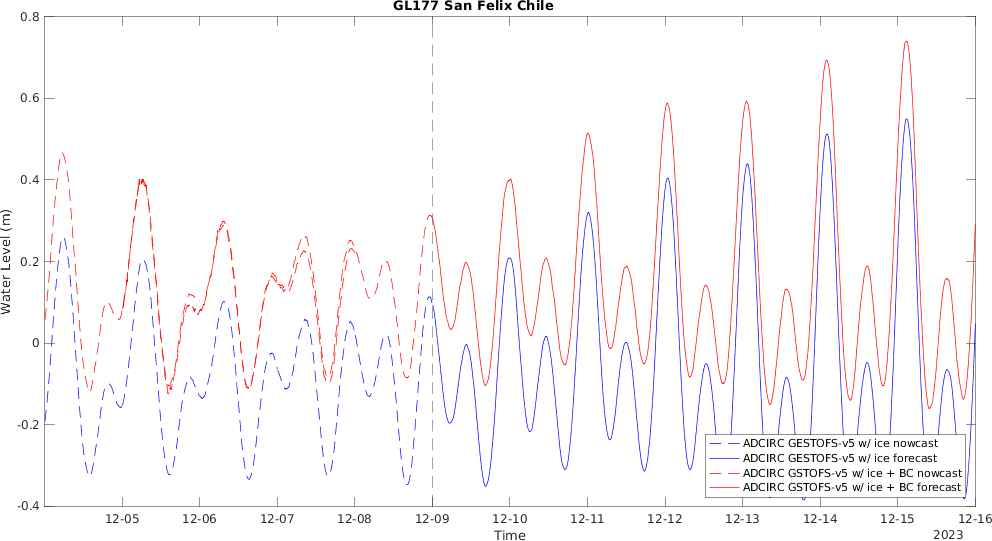 GL177 San Felix Chile
0.8
0.6
0.4
0.2
0
-0.2
-0.4
Water Level (m)
ADCIRC GESTOFS-v5 w/ ice nowcast
ADCIRC GESTOFS-v5 w/ ice forecast
ADCIRC GSTOFS-v5 w/ ice + BC nowcast
ADCIRC GSTOFS-v5 w/ ice + BC forecast
12-05 12-06 12-07 12-08 12-09 12-10 12-11 12-12 12-13 12-14 12-15 12-16
Time
2023